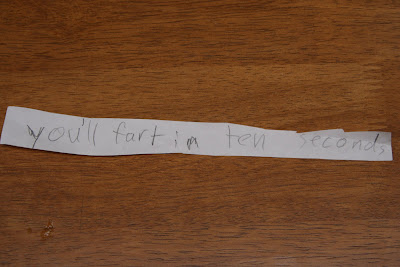 you'll fart in ten seconds